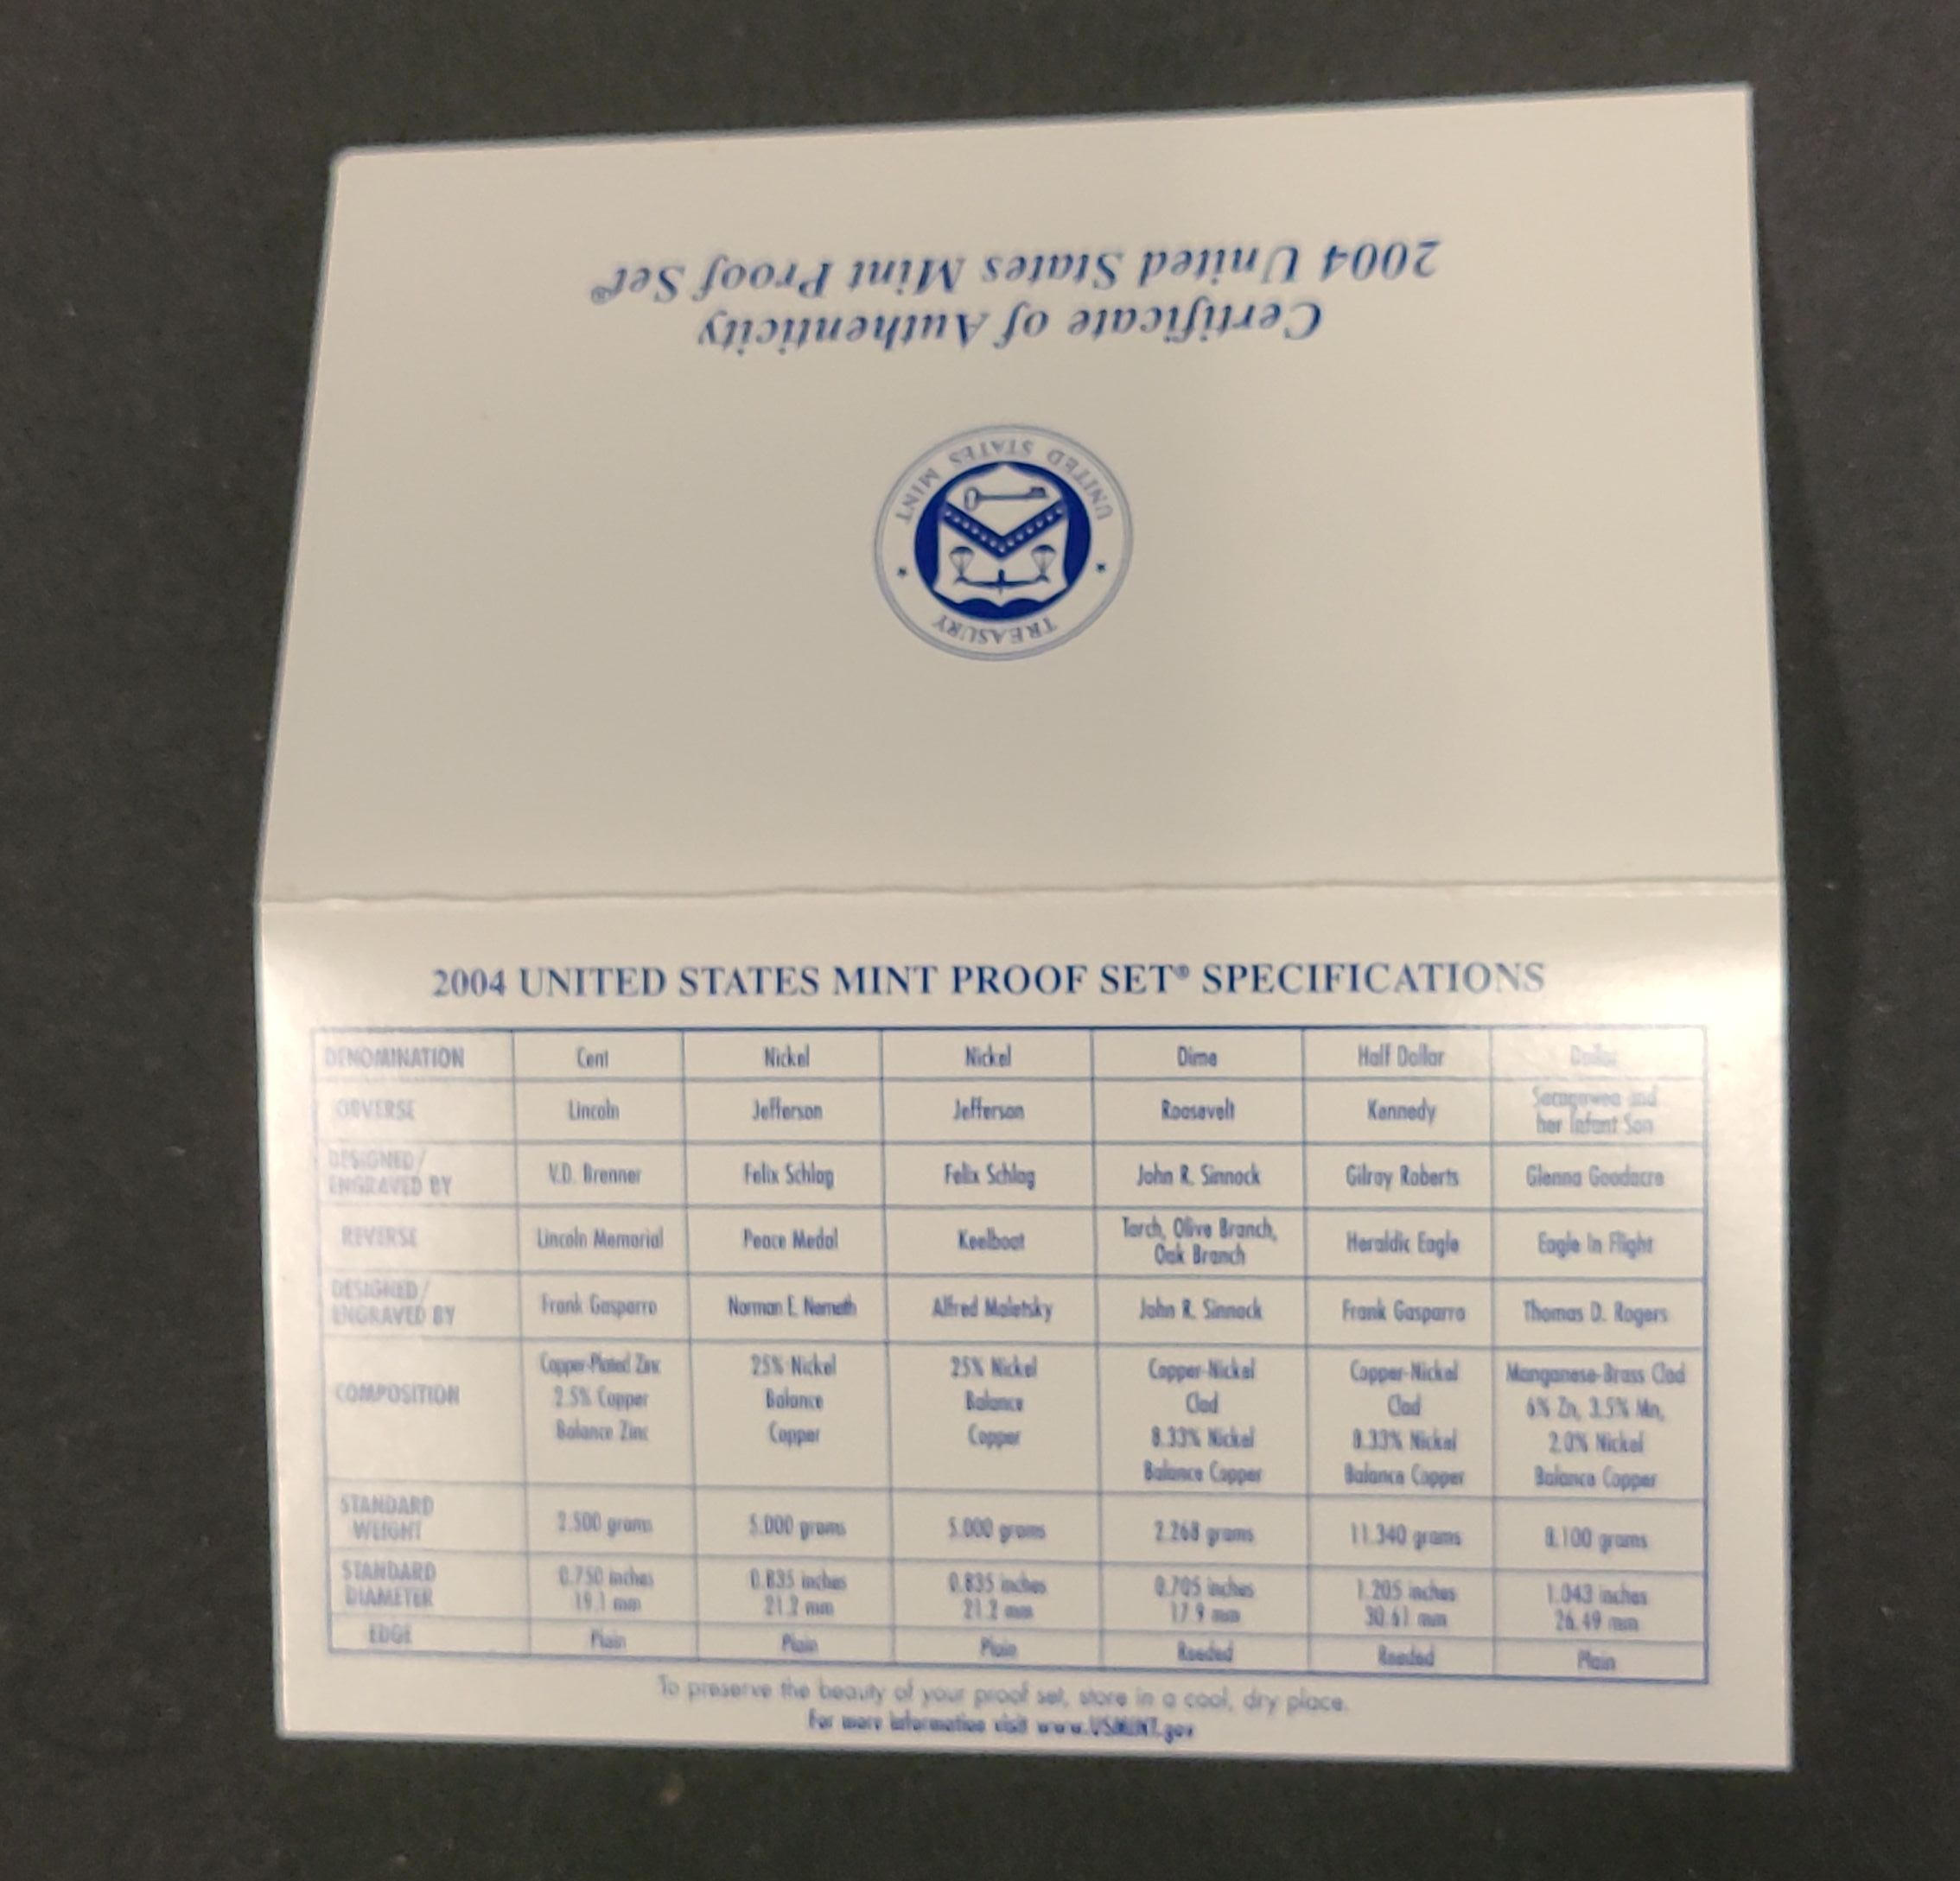 2004 United States Mint Proof Set®
Certificate of Authenticity
UNITED STATES MINT
TREASURY
2004 UNITED STATES MINT PROOF SET® SPECIFICATIONS
DENOMINATION Cent Nickel Nickel Dime Half Dollar Dollar
OBVERSE Lincoln Jefferson Jefferson Roosevelt Kennedy Sacagawea and
her Infant Son
DESIGNED/
ENGRAVED BY V.D. Brenner Felix Schlag Felix Schlag John R. Sinnock Gilroy Roberts Glenna Goodacre
REVERSE Lincoln Memorial Peace Medal Keelboat Torch, Olive Branch,
Oak Branch Heraldic Eagle Eagle In Flight
DESIGNED/
ENGRAVED BY Frank Gasparro Norman E. Nemeth Alfred Maletsky John R. Sinnock Frank Gasparro Thomas D. Rogers
COMPOSITION Copper-Plated Zinc 25% Nickel 25% Nickel Copper-Nickel Copper-Nickel Manganese-Brass Clad
2.5% Copper Balance Balance Clad Clad 6% Zn, 3.5% Mn,
Balance Zinc Copper Copper 8.33% Nickel 8.33% Nickel 2.0% Nickel
Balance Copper Balance Copper Balance Copper
STANDARD
WEIGHT 2.500 grams 5.000 grams 5.000 grams 2.268 grams 11.340 grams 8.100 grams
STANDARD 0.750 inches 0.835 inches 0.835 inches 0.705 inches 1.205 inches 1.043 inches
DIAMETER 19.1 mm 21.2 mm 21.2 mm 17.9 mm 30.61 mm 26.49 mm
EDGE Plain Plain Plain Reeded Reeded Plain
To preserve the beauty of your proof set, store in a cool, dry place.
For more information visit www.USMINT.gov